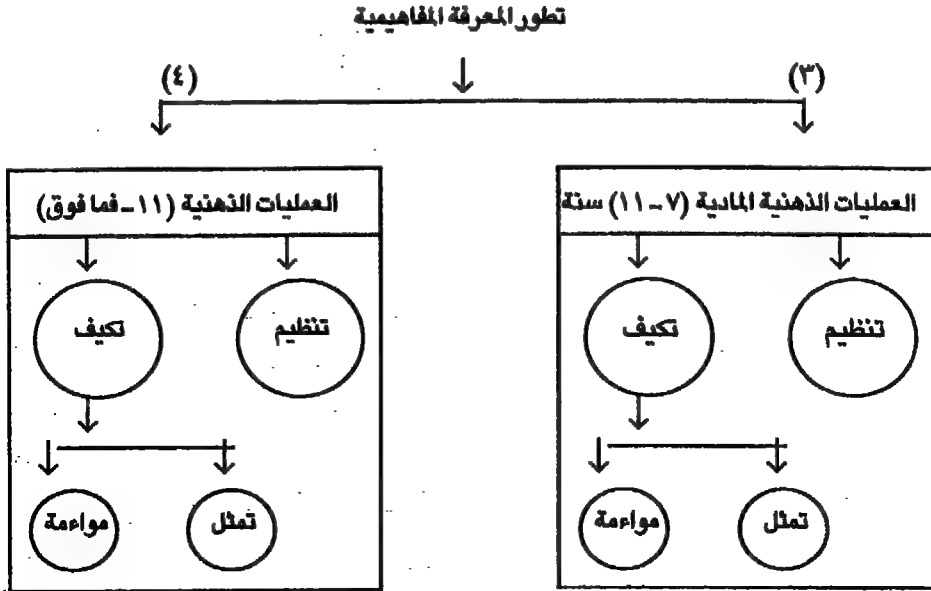 تطور المعرفة المفاهيمية
(٣)
(٤)
العمليات الذهنية المادية (٧-١١) سنة
تنظيم
تكيف
تمثل
مواءمة
العمليات الذهنية (١١-فما فوق)
تنظيم
تكيف
تمثل
مواءمة